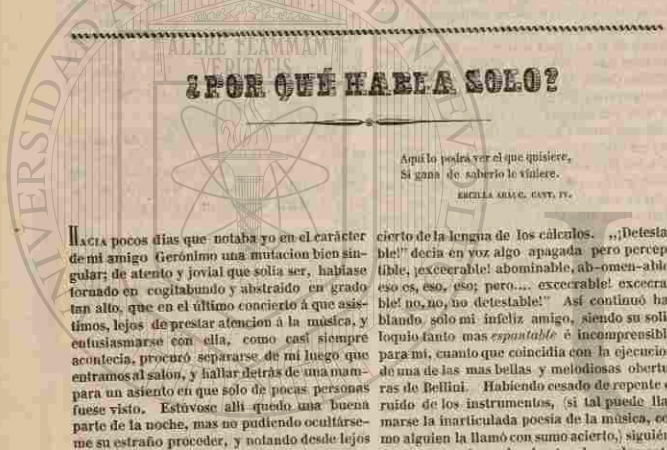 ALERE FLAMMAM
VERITATIS
¿POR QUÉ HABLA SOLO?
Aquí lo podrá ver el que quisiere,
Si gana de saberlo le viniere.
ERCILLA ARAUC. CANT. IV.
HACIA pocos dias que notaba yo en el carácter
de mi amigo Gerónimo una mutacion bien sin-
gular; de atento y jovial que solia ser, habíase
tornado en cogitabundo y abstraido en grado
tan alto, que en el último concierto á que asis-
timos, lejos de prestar atencion á la música, y
entusiasmarse con ella, como casi siempre
acontecia, procuró separarse de mí luego que
entramos al salon, y hallar detrás de una mam-
para un asiento en que solo de pocas personas
fuese visto. Estúvose allí quedo una buena
parte de la noche, mas no pudiendo ocultárse-
me su estraño proceder, y notando desde lejos
cierto de la lengua de los cálculos. „¡Detesta
ble!" decia en voz algo apagada pero percep
tible, ¡execrable! abominable, ab-omen-able
eso es, eso, eso; pero.... execrable! execra
ble! no, no, no detestable!" Así continuó ha
blando solo mi infeliz amigo, siendo su soli
loquio tanto mas espantable é incomprensibl
para mí, cuanto que coincidia con la ejecucion
de una de las mas bellas y melodiosas obertu
ras de Bellini. Habiendo cesado de repente e
ruido de los instrumentos, (si tal puede lla
marse la inarticulada poesía de la música, co
mo alguien la llamó con sumo acierto,) siguién